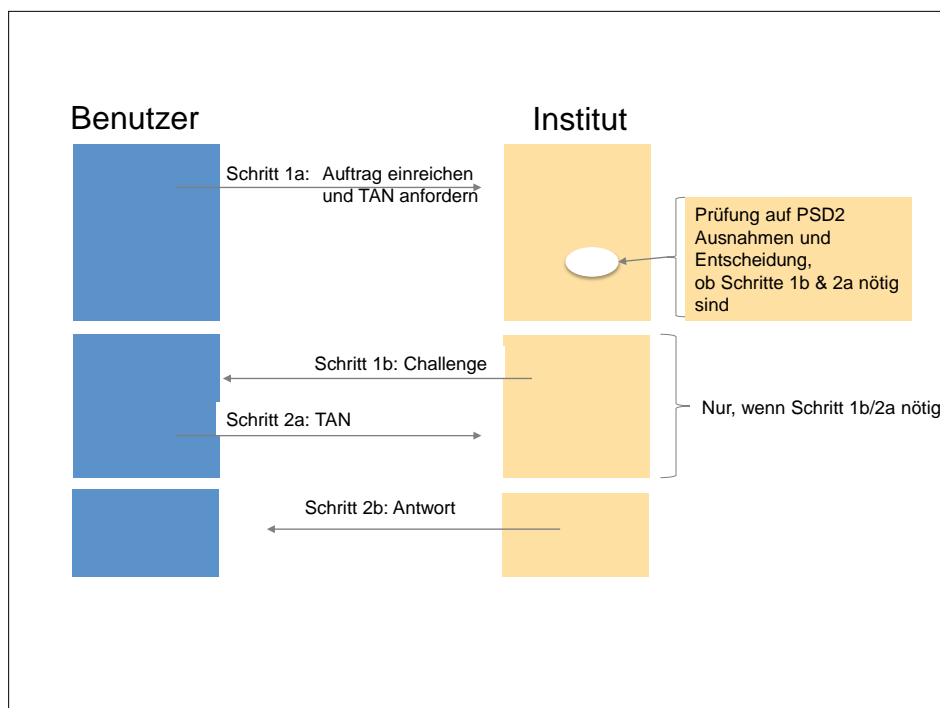 Benutzer
Institut
Schritt 1a: Auftrag einreichen
und TAN anfordern
Prüfung auf PSD2
Ausnahmen und
Entscheidung,
ob Schritte 1b & 2a nötig
sind
Schritt 1b: Challenge
Nur, wenn Schritt 1b/2a nötig
Schritt 2a: TAN
Schritt 2b: Antwort